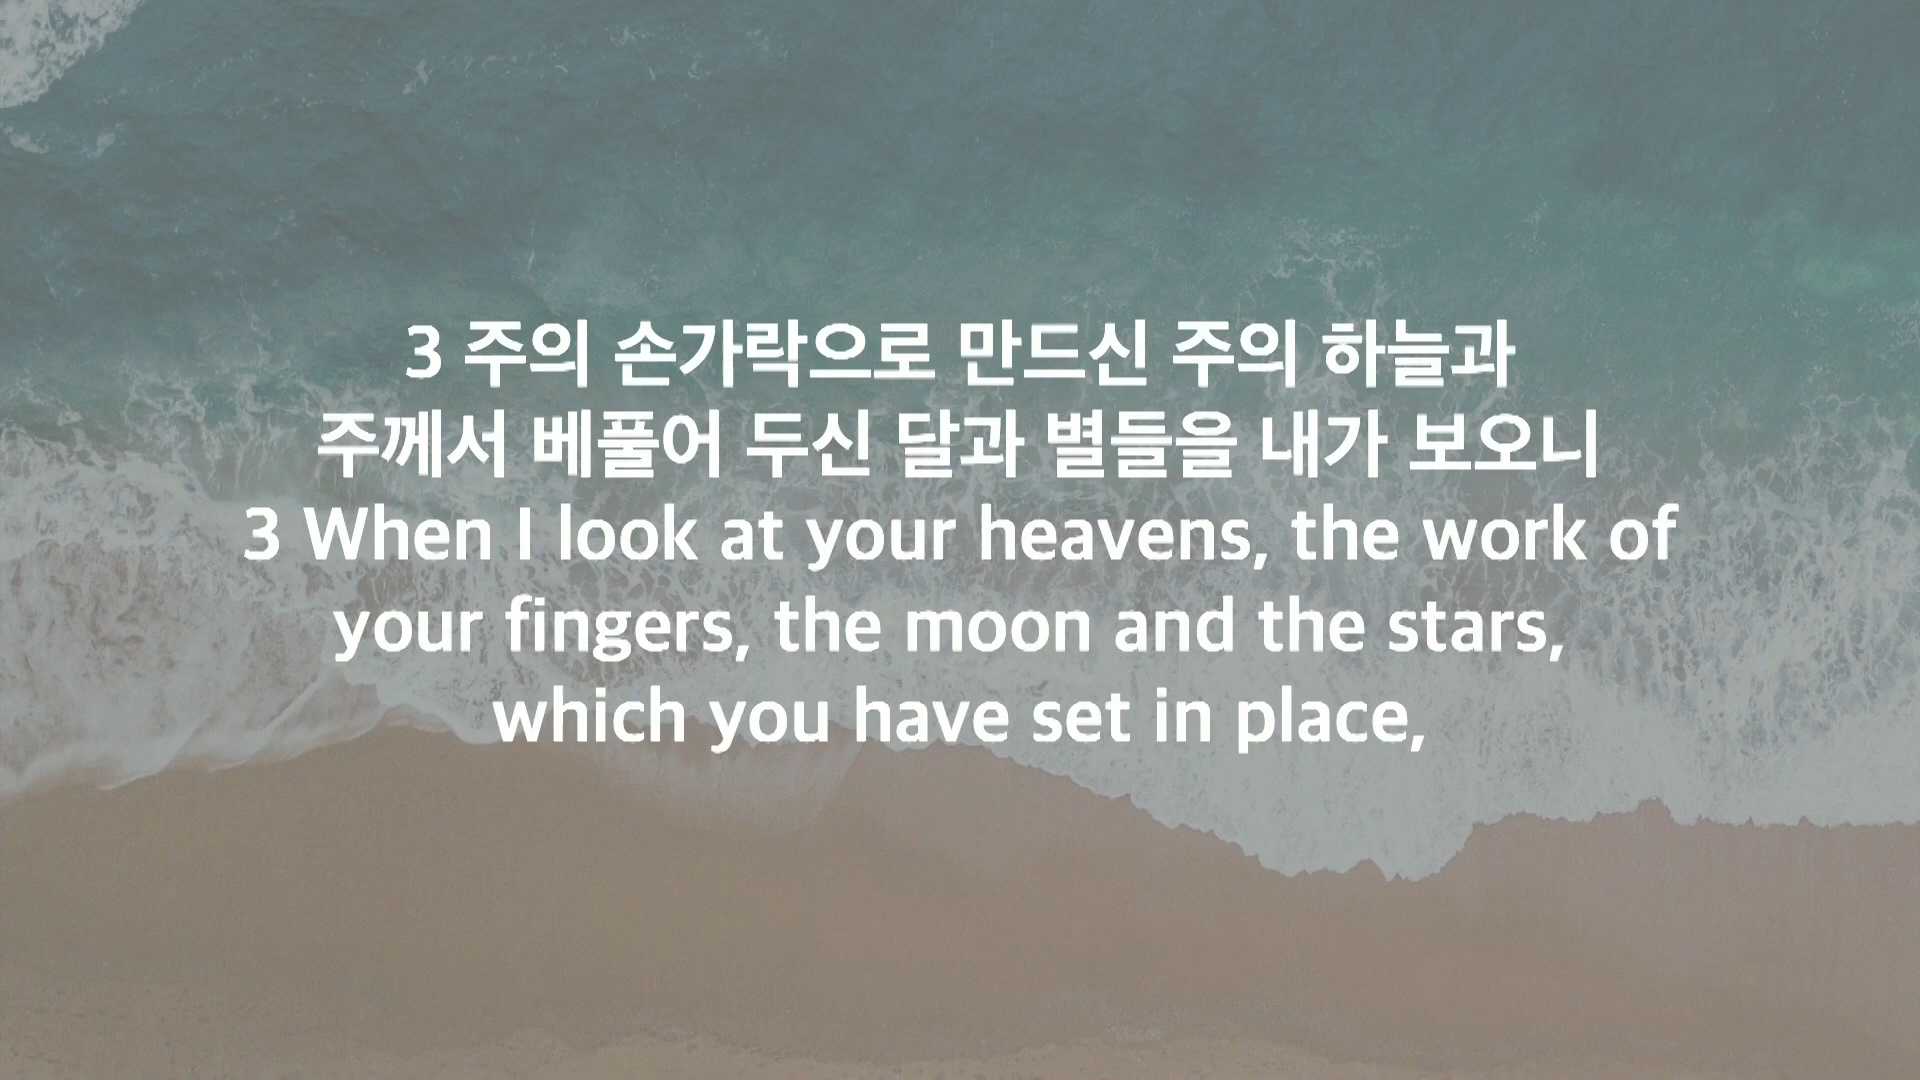 3 주의 손가락으로 만드신 주의 하늘과
주께서 베풀어 두신 달과 별들을 내가 보오니
3 When I look at your heavens, the work of
your fingers, the moon and the stars,
which you have set in place,